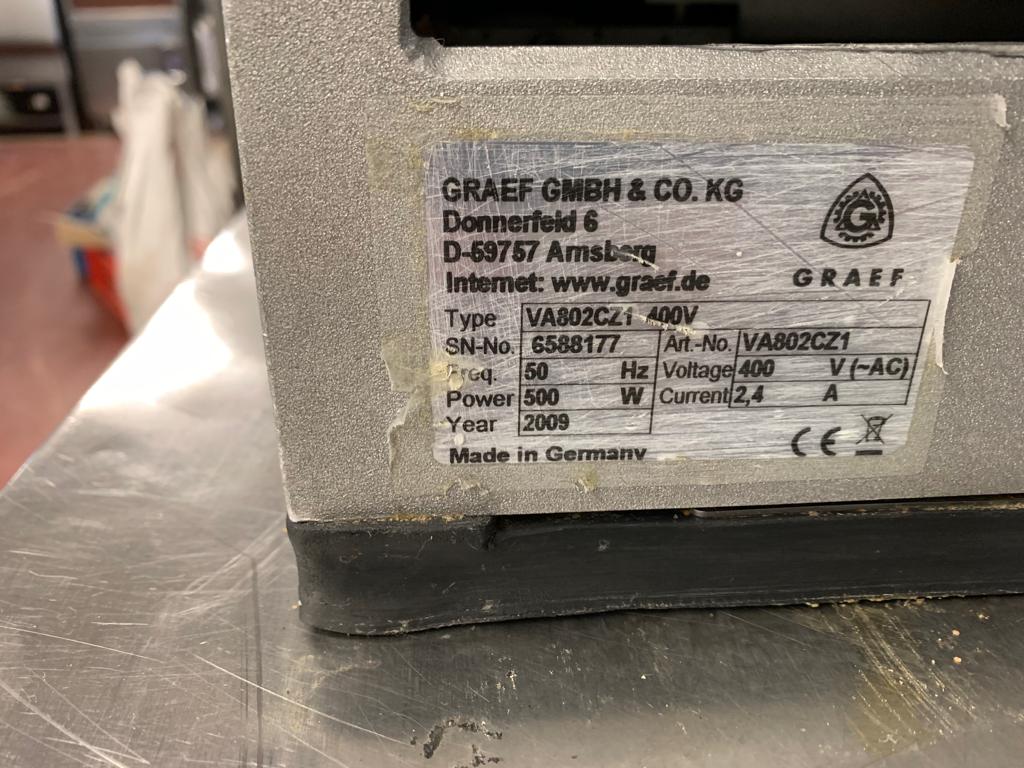 GRAEF GMBH & CO. KG
Donnerfeld 6
D-59757 Arnsberg
Internet: www.graef.de
G
GRAEF
Type VA802CZ1 400V
SN-No. 6588177 Art.-No. VA802CZ1
Freq. 50 Hz Voltage 400 V (~AC)
Power 500 W Current 2,4 A
Year 2009
Made in Germany CE